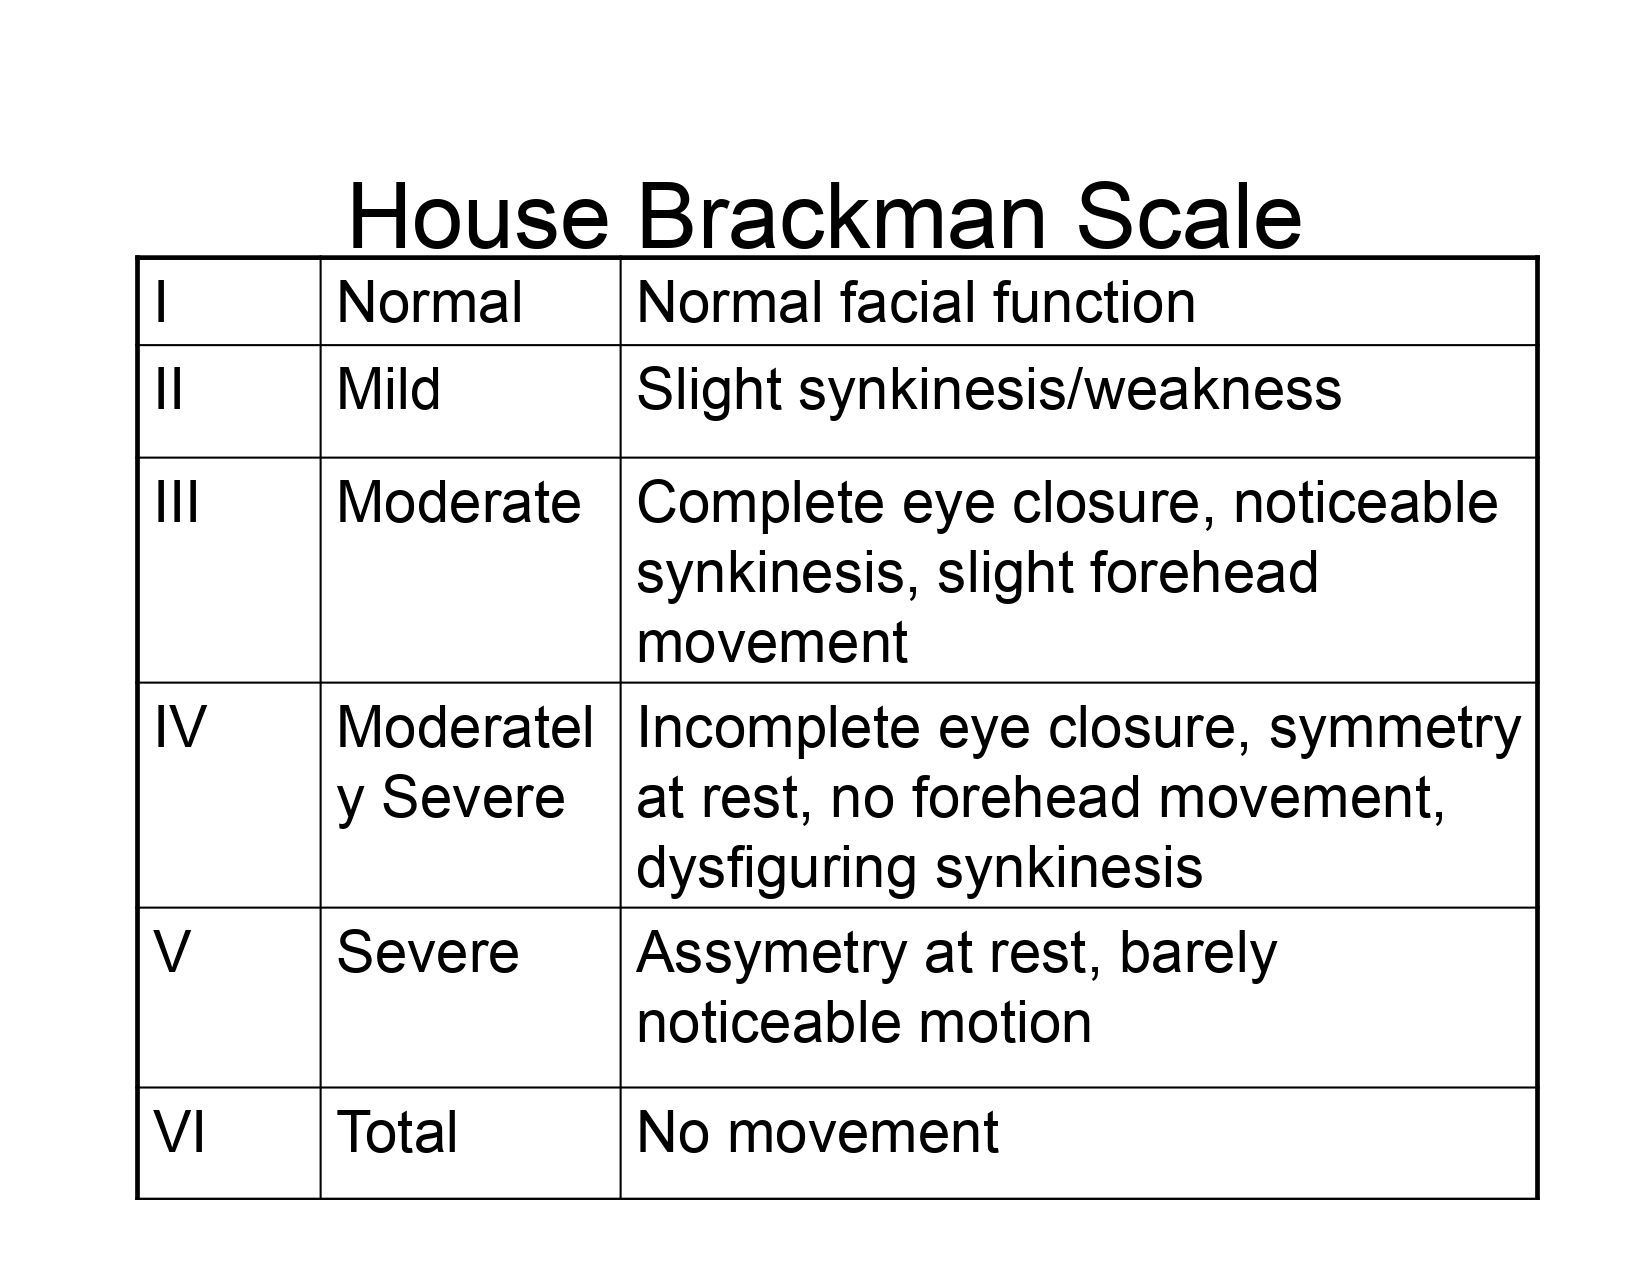 House Brackman Scale
I Normal Normal facial function
II Mild Slight synkinesis/weakness
III Moderate Complete eye closure, noticeable
synkinesis, slight forehead
movement
IV Moderatel Incomplete eye closure, symmetry
y Severe at rest, no forehead movement,
dysfiguring synkinesis
V Severe Assymetry at rest, barely
noticeable motion
VI Total No movement